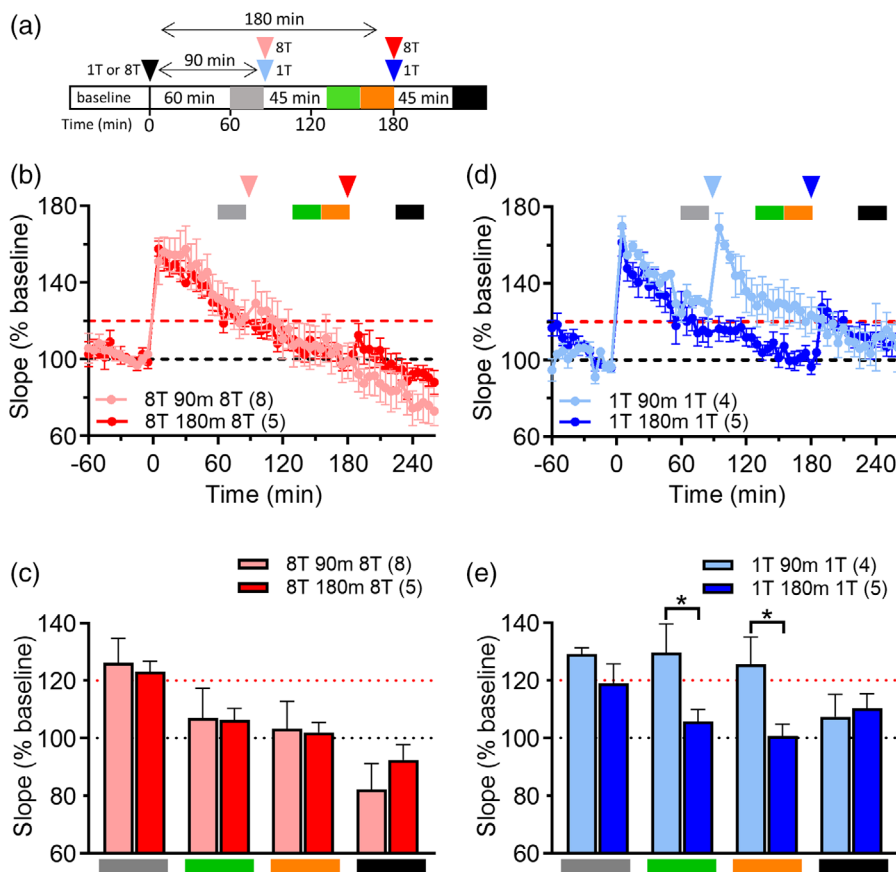 (a)
180 min
8T
8T
1T or 8T
90 min
1T
1T
baseline
60 min
45 min
45 min
Time (min)
0
60
120
180
(b)
180
140
100
60
Slope (% baseline)
8T 90m 8T (8)
8T 180m 8T (5)
-60
0
60
120
180
240
Time (min)
(d)
180
140
100
60
Slope (% baseline)
1T 90m 1T (4)
1T 180m 1T (5)
-60
0
60
120
180
240
Time (min)
(c)
8T 90m 8T (8)
8T 180m 8T (5)
140
120
100
80
60
Slope (% baseline)
(e)
1T 90m 1T (4)
1T 180m 1T (5)
140
120
100
80
60
Slope (% baseline)
*
*